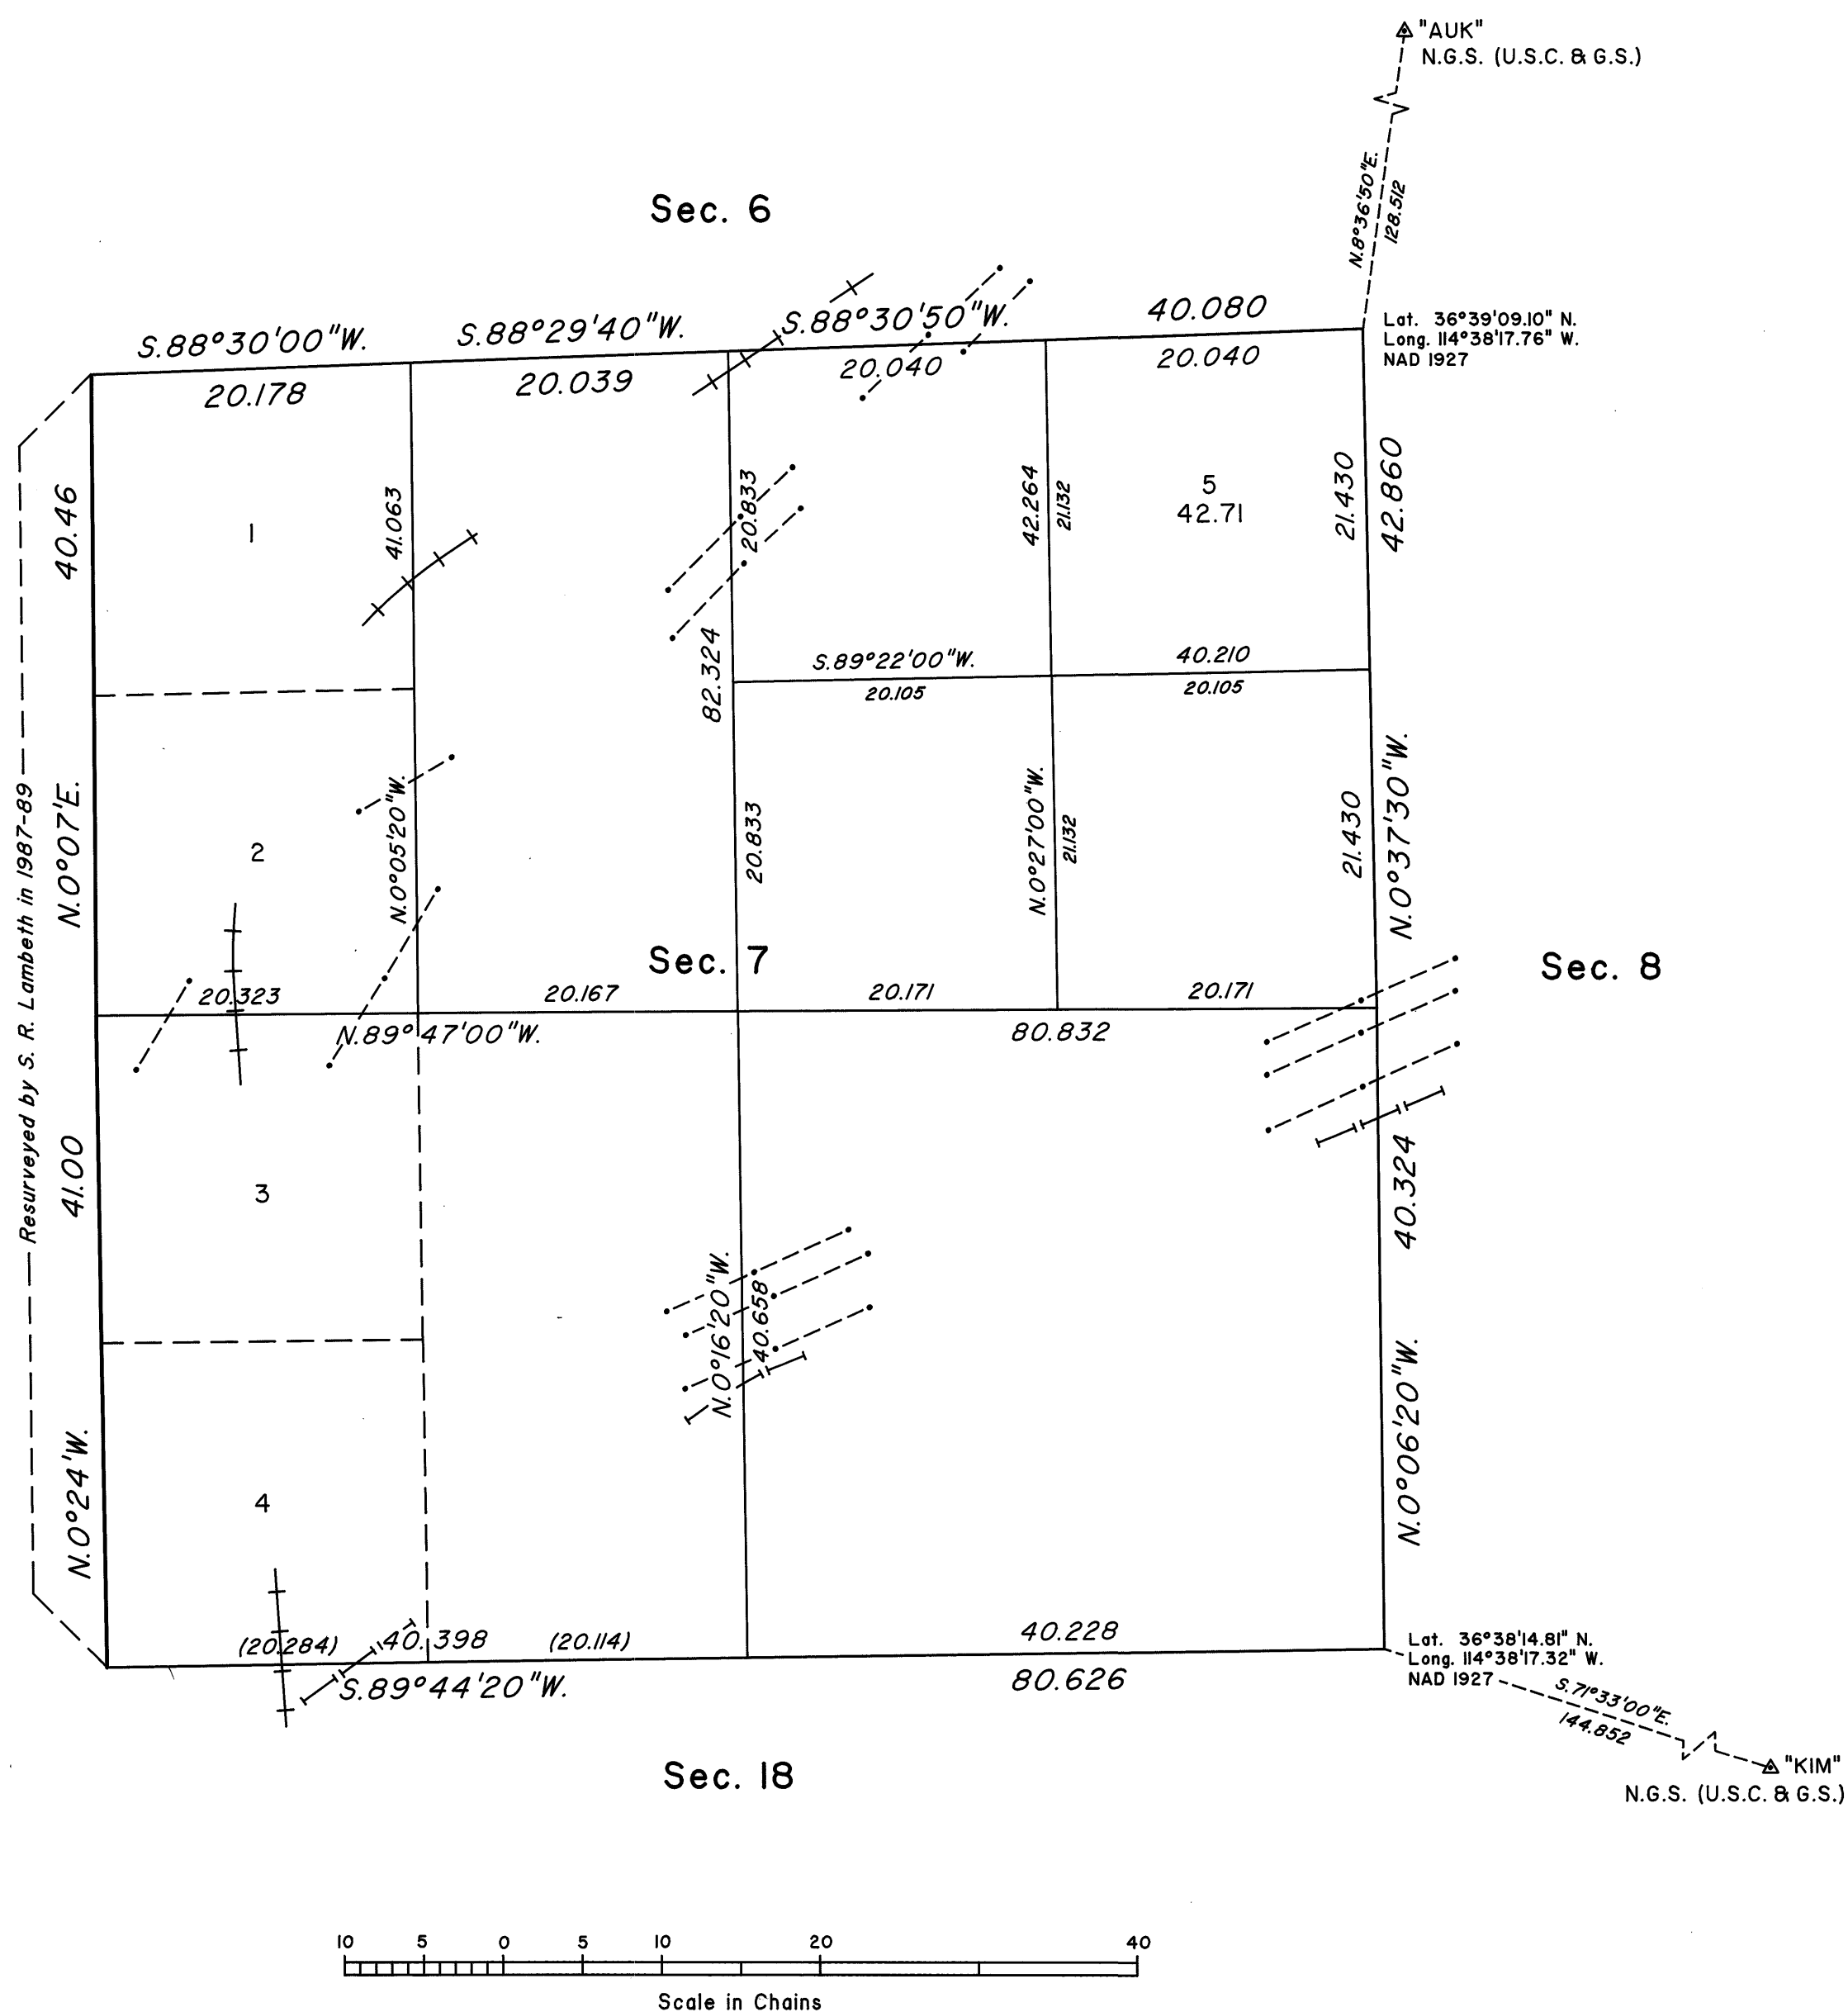 "AUK"
N.G.S. (U.S.C. & G.S.)
N.8°36'50"E.
128.512
Sec. 6
S.88°30'00"W.
S.88°29'40"W.
S.88°30'50"W.
40.080
Lat. 36°39'09.10" N.
Long. 114°38'17.76" W.
NAD 1927
20.178
20.039
20.040
20.040
40.46
1
41.063
20.833
42.264
21.132
5
42.71
21.430
42.860
82.324
S.89°22'00"W.
40.210
20.105
20.105
Resurveyed by S. R. Lambeth in 1987-89
N.0°07'E.
2
N.0°05'20"W.
20.833
N.0°27'00"W.
21.132
21.430
N.0°37'30"W.
Sec. 7
Sec. 8
20.323
20.167
20.171
20.171
N.89°47'00"W.
80.832
41.00
3
N.0°16'20"W.
40.658
40.324
N.0°24'W.
4
N.0°06'20"W.
(20.284)
40.398
(20.114)
40.228
S.89°44'20"W.
80.626
Lat. 36°38'14.81" N.
Long. 114°38'17.32" W.
NAD 1927
S.71°33'00"E.
144.852
"KIM"
N.G.S. (U.S.C. & G.S.)
Sec. 18
10 5 0 5 10 20 40
Scale in Chains